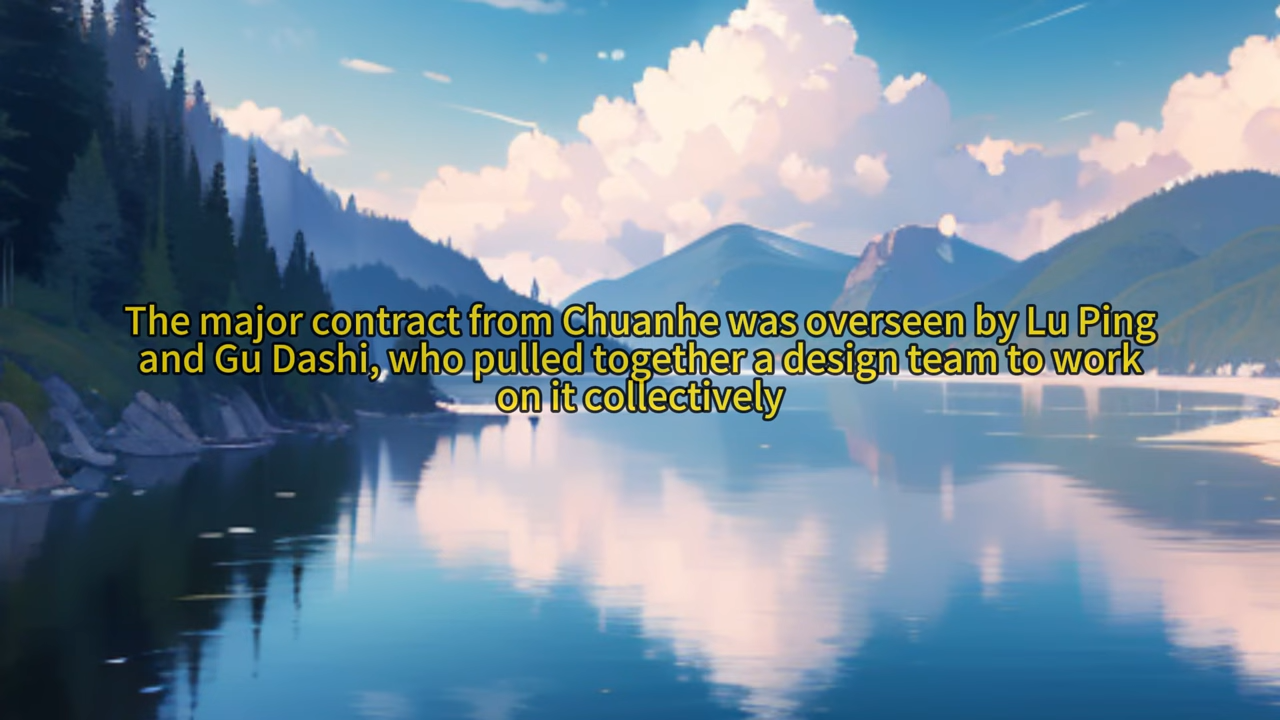 The major contract from Chuanhe was overseen by Lu Ping
and Gu Dashi, who pulled together a design team to work
on it collectively